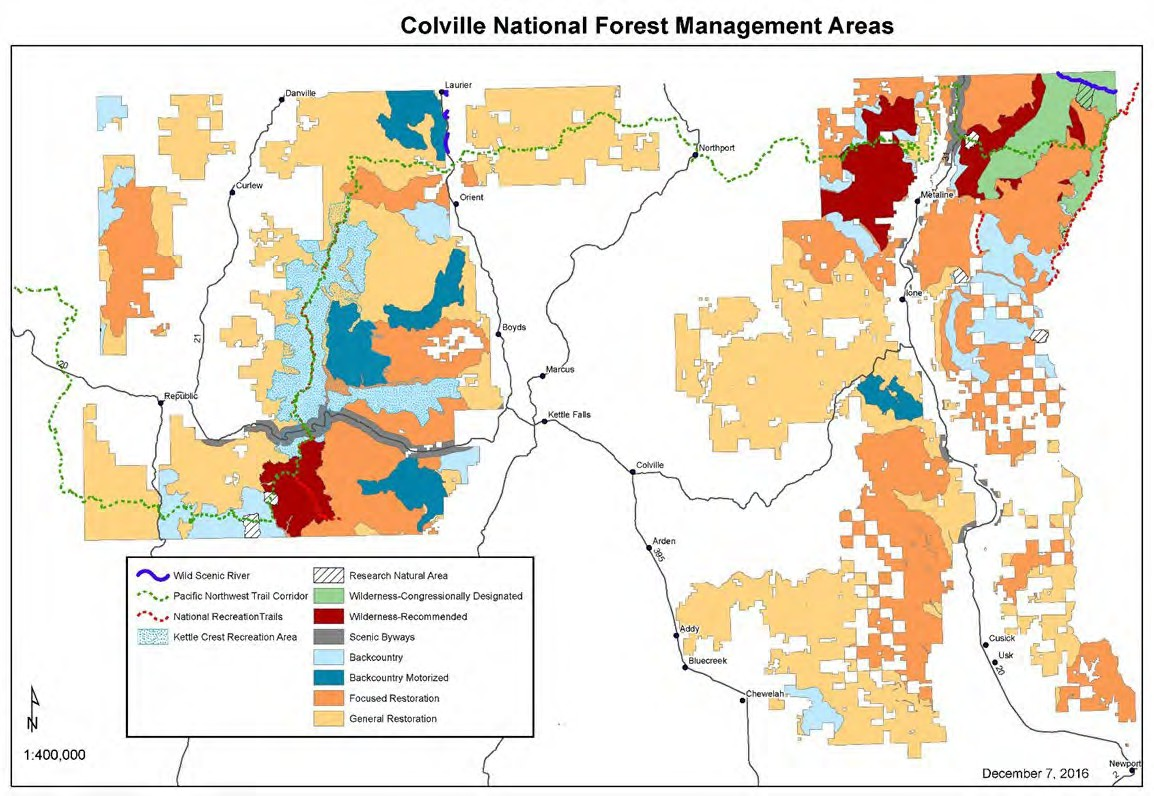 Colville National Forest Management Areas
Laurier
Danville
Northport
Curlew
Orient
Metaline
31
Ione
21
Boyds
20
Marcus
Republic
Kettle Falls
Colville
Arden
395
Addy
Bluecreek
Cusick
Usk
20
Chewelah
Newport
2
Wild Scenic River
Pacific Northwest Trail Corridor
National RecreationTrails
Kettle Crest Recreation Area
Research Natural Area
Wilderness-Congressionally Designated
Wilderness-Recommended
Scenic Byways
Backcountry
Backcountry Motorized
Focused Restoration
General Restoration
N
1:400,000
December 7, 2016